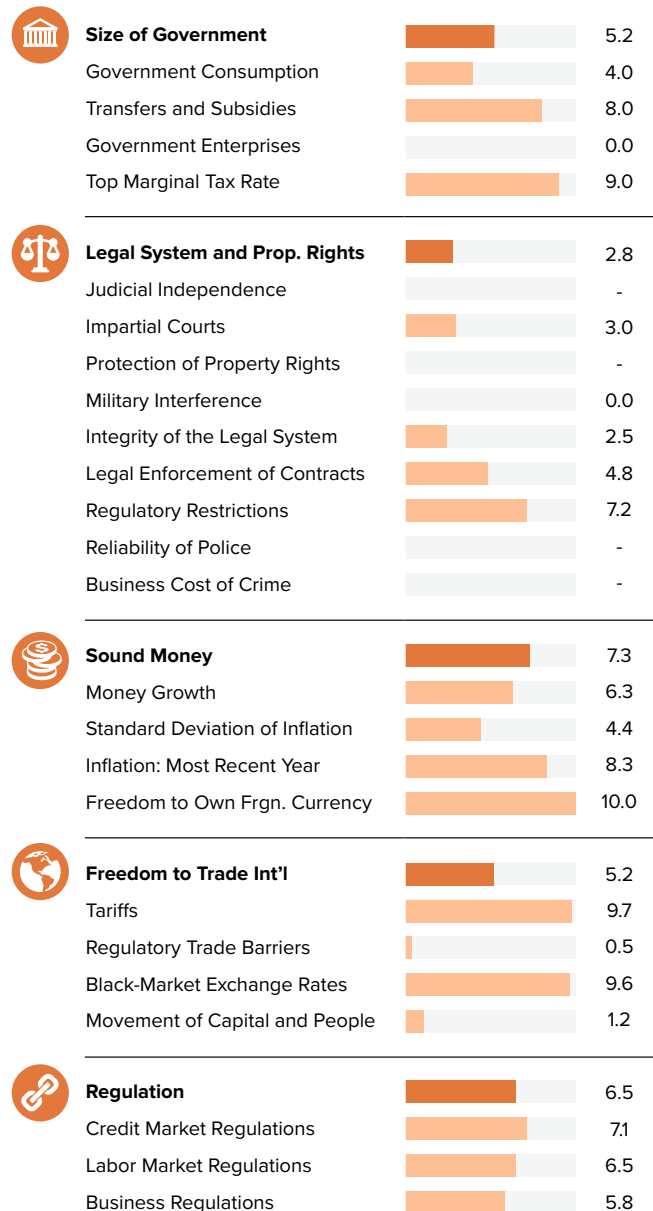 Size of Government 5.2
Government Consumption 4.0
Transfers and Subsidies 8.0
Government Enterprises 0.0
Top Marginal Tax Rate 9.0
Legal System and Prop. Rights 2.8
Judicial Independence -
Impartial Courts 3.0
Protection of Property Rights -
Military Interference 0.0
Integrity of the Legal System 2.5
Legal Enforcement of Contracts 4.8
Regulatory Restrictions 7.2
Reliability of Police -
Business Cost of Crime -
$
Sound Money 7.3
Money Growth 6.3
Standard Deviation of Inflation 4.4
Inflation: Most Recent Year 8.3
Freedom to Own Frgn. Currency 10.0
Freedom to Trade Int'l 5.2
Tariffs 9.7
Regulatory Trade Barriers 0.5
Black-Market Exchange Rates 9.6
Movement of Capital and People 1.2
Regulation 6.5
Credit Market Regulations 7.1
Labor Market Regulations 6.5
Business Regulations 5.8